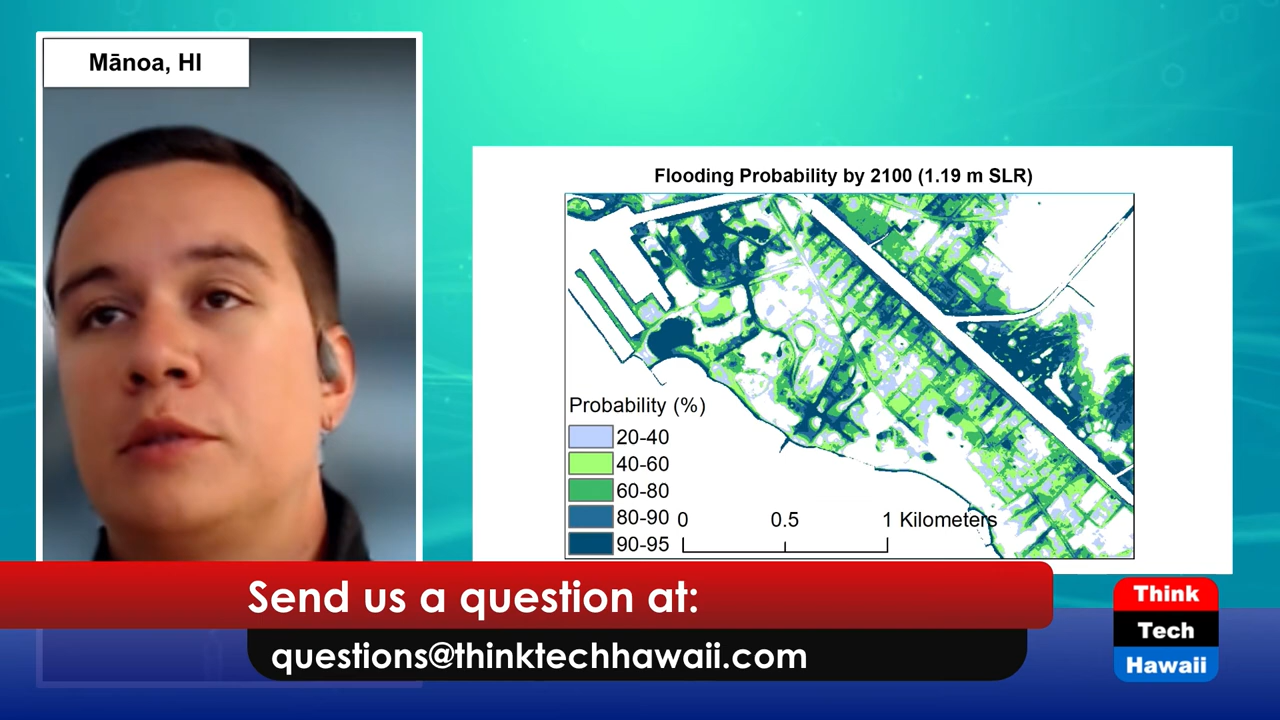 Mānoa, HI
Flooding Probability by 2100 (1.19 m SLR)
Probability (%)
20-40
40-60
60-80
80-90
90-95
0 0.5 1 Kilometers
Send us a question at:
questions@thinktechhawaii.com
Think
Tech
Hawaii